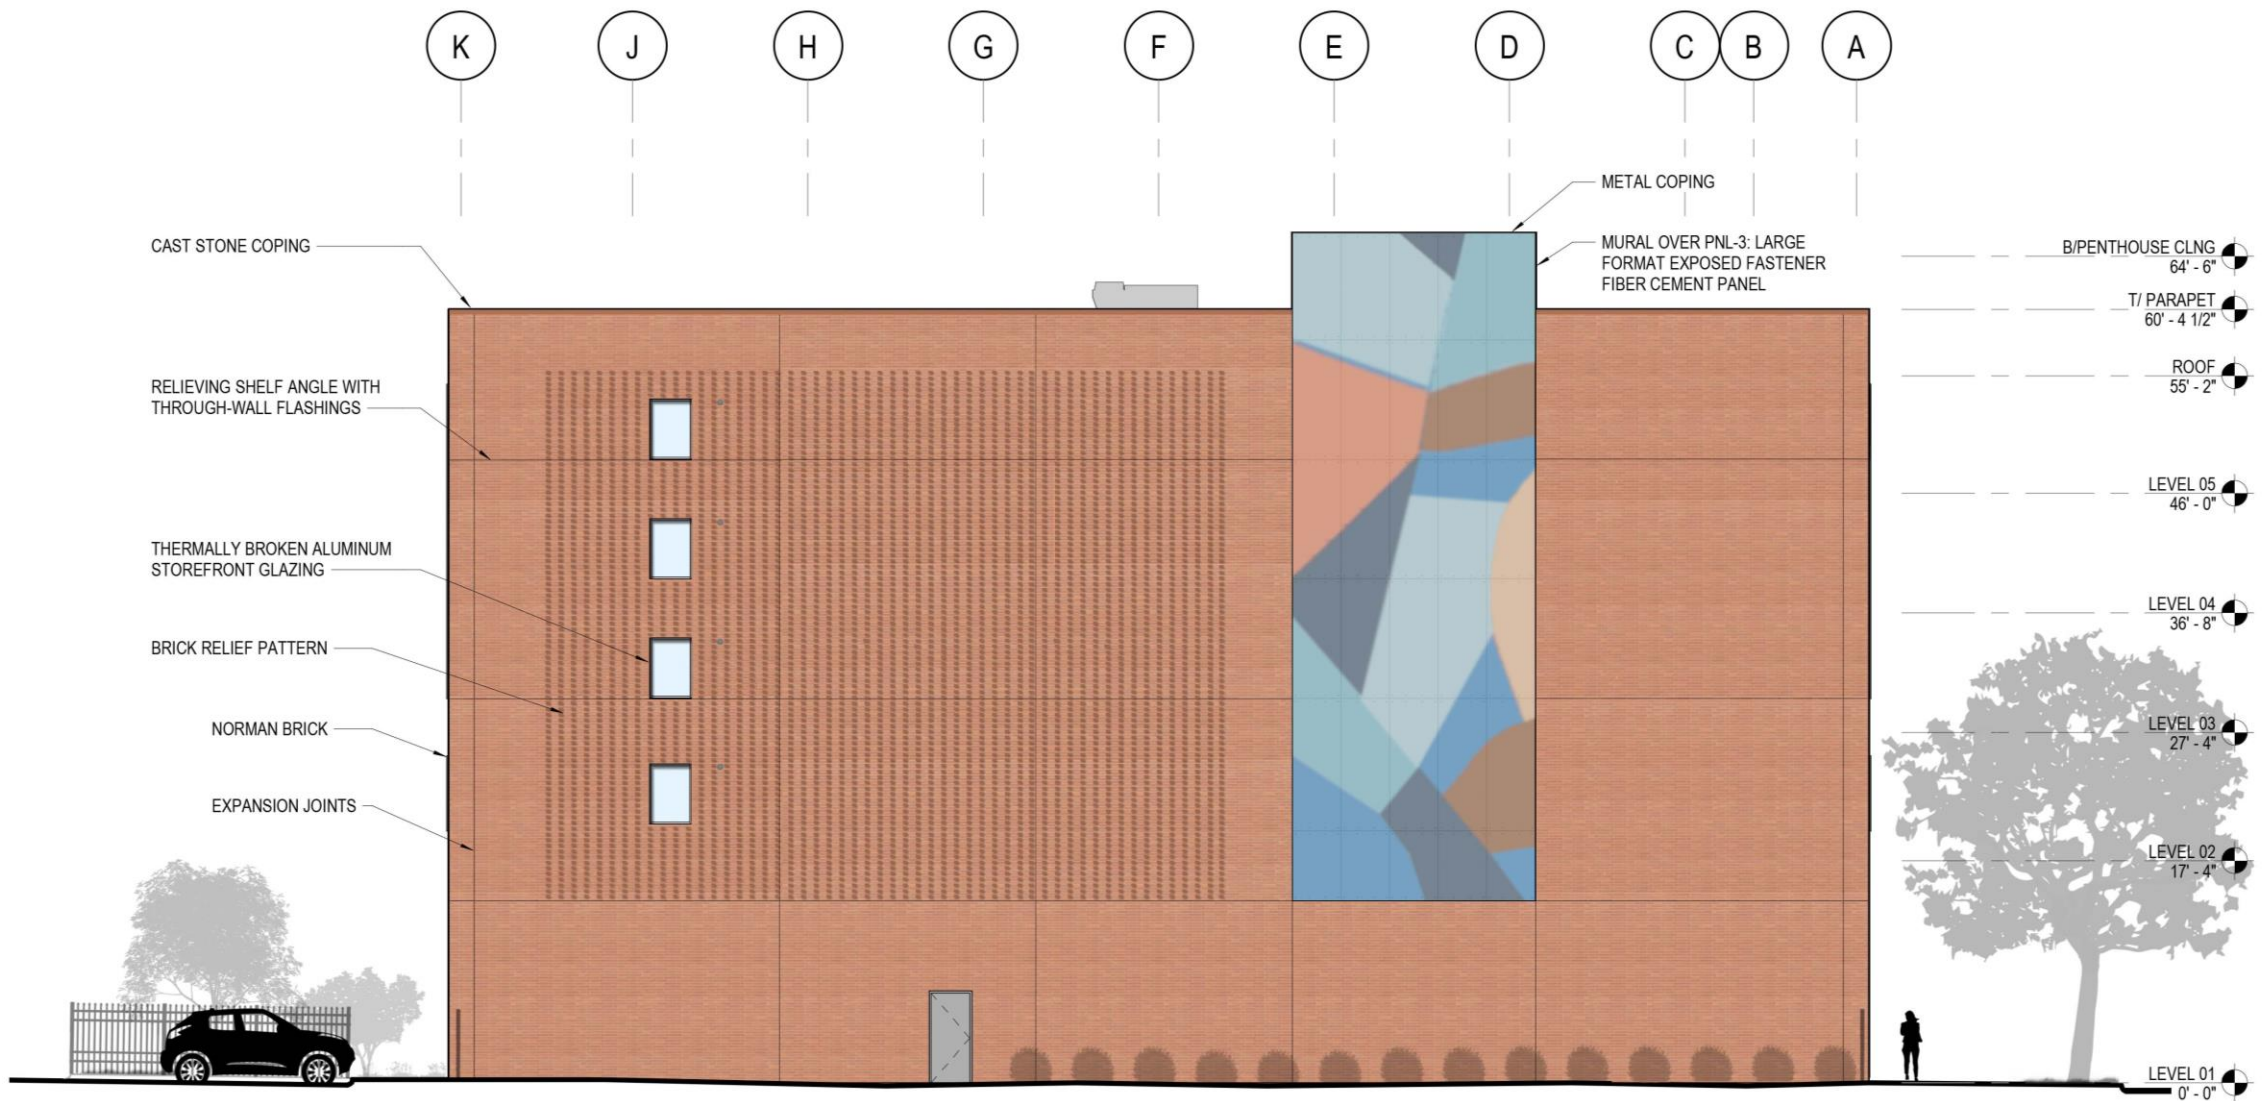 K
J
H
G
F
E
D
C
B
A
METAL COPING
CAST STONE COPING
MURAL OVER PNL-3: LARGE
FORMAT EXPOSED FASTENER
FIBER CEMENT PANEL
B/PENTHOUSE CLNG
64' - 6"
T/ PARAPET
60' - 4 1/2"
RELIEVING SHELF ANGLE WITH
THROUGH-WALL FLASHINGS
ROOF
55' - 2"
LEVEL 05
46' - 0"
THERMALLY BROKEN ALUMINUM
STOREFRONT GLAZING
LEVEL 04
36' - 8"
BRICK RELIEF PATTERN
NORMAN BRICK
LEVEL 03
27' - 4"
EXPANSION JOINTS
LEVEL 02
17' - 4"
LEVEL 01
0' - 0"